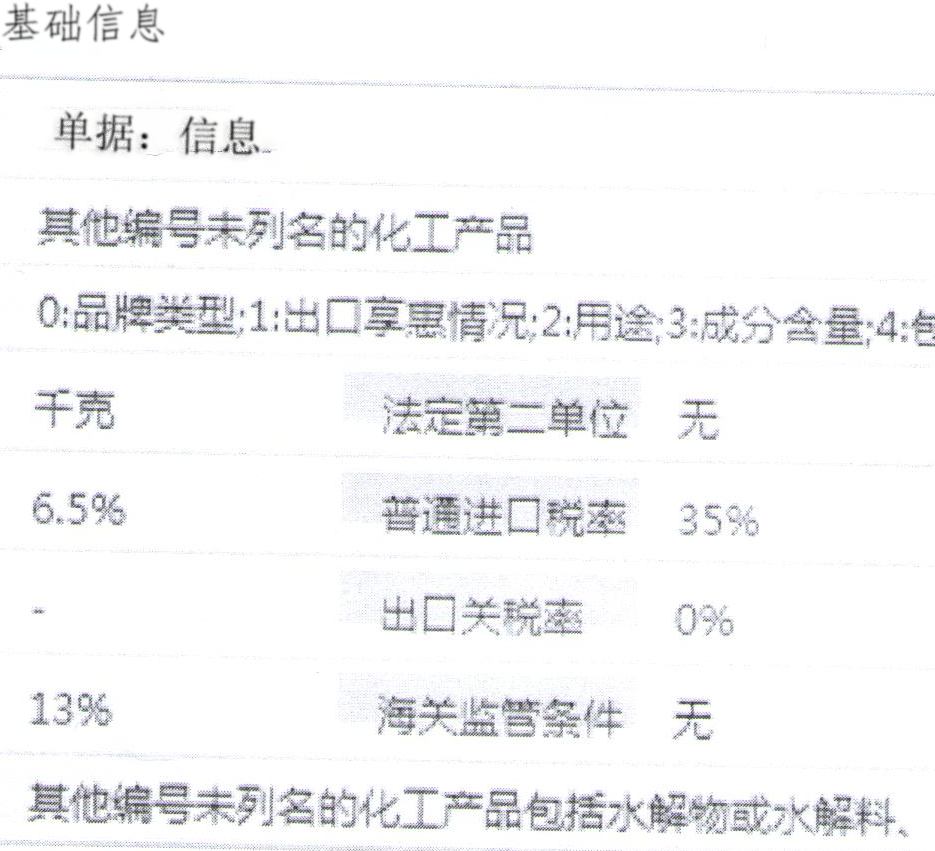 基础信息
单据：信息
其他编号未列名的化工产品
0:品牌类型;1:出口享惠情况;2:用途;3:成分含量;4:包
千克 法定第二单位 无
6.5% 普通进口税率 35%
- 出口关税率 0%
13% 海关监管条件 无
其他编号未列名的化工产品包括水解物或水解料、